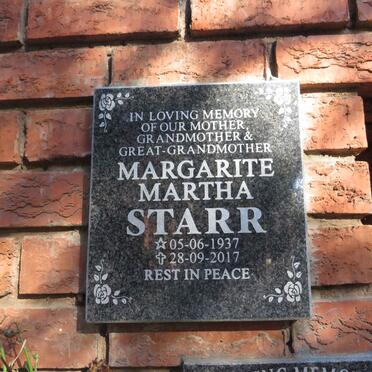 IN LOVING MEMORY
OF OUR MOTHER,
GRANDMOTHER &
GREAT-GRANDMOTHER
MARGARITE
MARTHA
STARR
☆ 05-06-1937
✞ 28-09-2017
REST IN PEACE